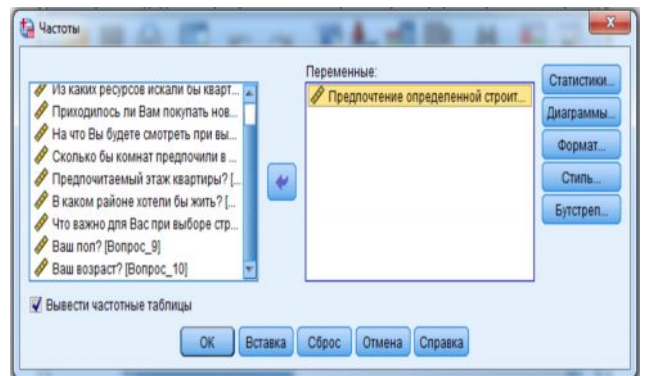 Частоты
Из каких ресурсов искали бы кварт...
Приходилось ли Вам покупать нов...
На что Вы будете смотреть при вы...
Сколько бы комнат предпочили в ...
Предпочитаемый этаж квартиры? [...
В каком районе хотели бы жить? [...
Что важно для Вас при выборе стр...
Ваш пол? [Вопрос_9]
Ваш возраст? [Вопрос_10]
Переменные:
Предпочтение определенной строит...
Статистики...
Диаграммы...
Формат...
Стиль...
Бутстреп...
Вывести частотные таблицы
ОК
Вставка
Сброс
Отмена
Справка